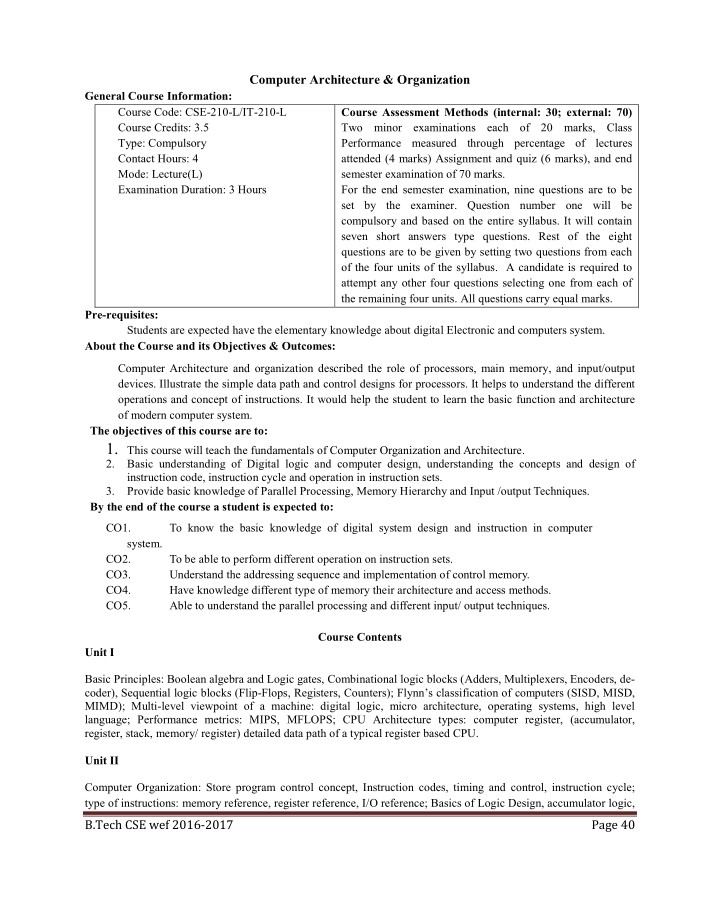 Computer Architecture & Organization
General Course Information:
Course Code: CSE-210-L/IT-210-L
Course Credits: 3.5
Type: Compulsory
Contact Hours: 4
Mode: Lecture(L)
Examination Duration: 3 Hours
Course Assessment Methods (internal: 30; external: 70)
Two minor examinations each of 20 marks, Class
Performance measured through percentage of lectures
attended (4 marks) Assignment and quiz (6 marks), and end
semester examination of 70 marks.
For the end semester examination, nine questions are to be
set by the examiner. Question number one will be
compulsory and based on the entire syllabus. It will contain
seven short answers type questions. Rest of the eight
questions are to be given by setting two questions from each
of the four units of the syllabus. A candidate is required to
attempt any other four questions selecting one from each of
the remaining four units. All questions carry equal marks.
Pre-requisites:
Students are expected have the elementary knowledge about digital Electronic and computers system.
About the Course and its Objectives & Outcomes:
Computer Architecture and organization described the role of processors, main memory, and input/output
devices. Illustrate the simple data path and control designs for processors. It helps to understand the different
operations and concept of instructions. It would help the student to learn the basic function and architecture
of modern computer system.
The objectives of this course are to:
1. This course will teach the fundamentals of Computer Organization and Architecture.
2. Basic understanding of Digital logic and computer design, understanding the concepts and design of
instruction code, instruction cycle and operation in instruction sets.
3. Provide basic knowledge of Parallel Processing, Memory Hierarchy and Input /output Techniques.
By the end of the course a student is expected to:
CO1. To know the basic knowledge of digital system design and instruction in computer
system.
CO2. To be able to perform different operation on instruction sets.
CO3. Understand the addressing sequence and implementation of control memory.
CO4. Have knowledge different type of memory their architecture and access methods.
CO5. Able to understand the parallel processing and different input/ output techniques.
Course Contents
Unit I
Basic Principles: Boolean algebra and Logic gates, Combinational logic blocks (Adders, Multiplexers, Encoders, de-
coder), Sequential logic blocks (Flip-Flops, Registers, Counters); Flynn's classification of computers (SISD, MISD,
MIMD); Multi-level viewpoint of a machine: digital logic, micro architecture, operating systems, high level
language; Performance metrics: MIPS, MFLOPS; CPU Architecture types: computer register, (accumulator,
register, stack, memory/ register) detailed data path of a typical register based CPU.
Unit II
Computer Organization: Store program control concept, Instruction codes, timing and control, instruction cycle;
type of instructions: memory reference, register reference, I/O reference; Basics of Logic Design, accumulator logic,
B.Tech CSE wef 2016-2017 Page 40